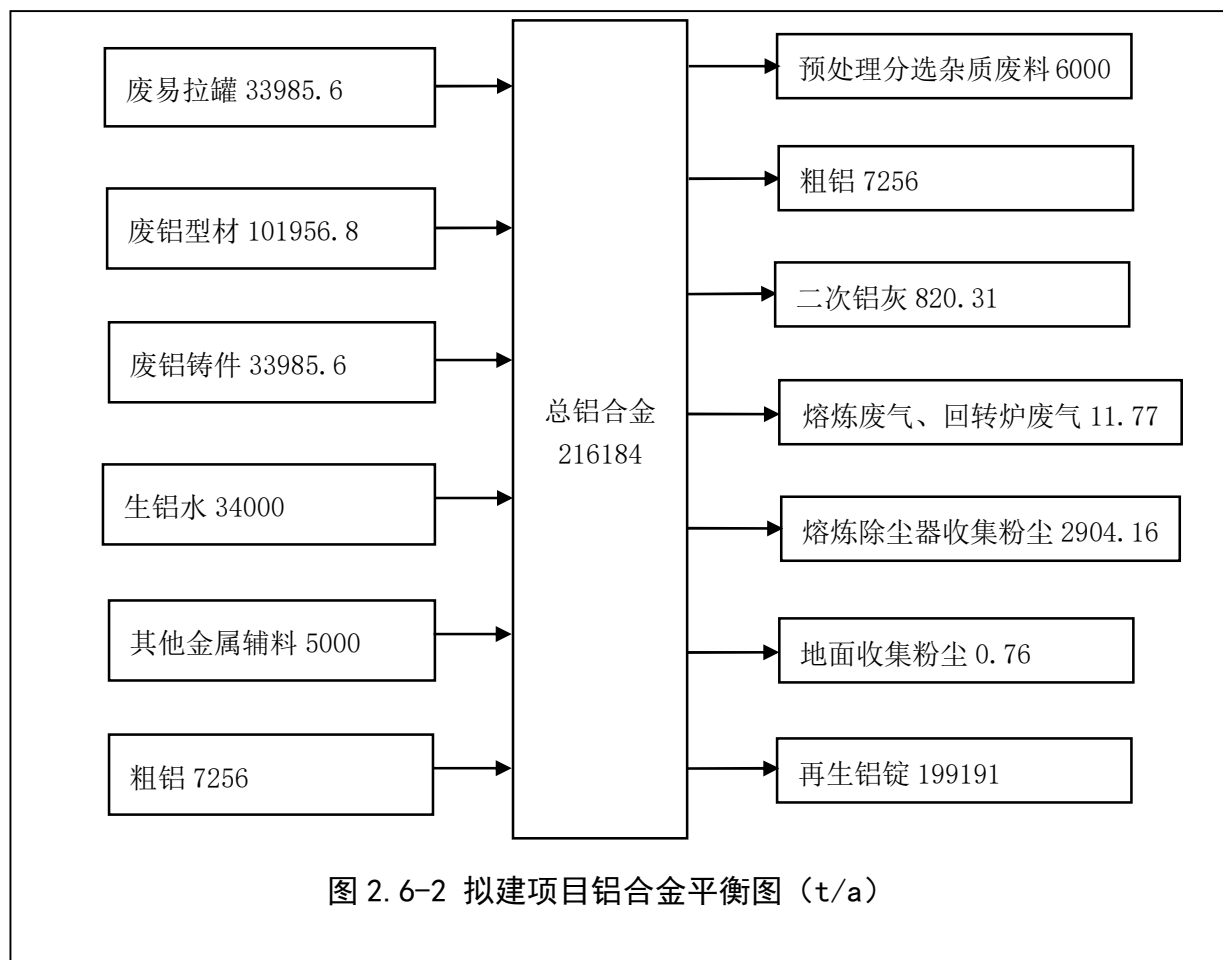 废易拉罐 33985.6
废铝型材 101956.8
废铝铸件 33985.6
生铝水 34000
其他金属辅料 5000
粗铝 7256
总铝合金
216184
预处理分选杂质废料 6000
粗铝 7256
二次铝灰 820.31
熔炼废气、回转炉废气 11.77
熔炼除尘器收集粉尘 2904.16
地面收集粉尘 0.76
再生铝锭 199191
图 2.6-2 拟建项目铝合金平衡图（t/a）